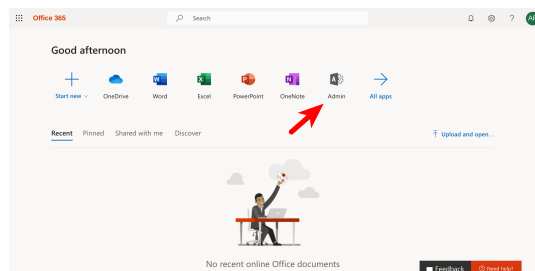 Office 365
Search
?
AP
Good afternoon
Start new
OneDrive
Word
Excel
PowerPoint
OneNote
Admin
All apps
Recent
Pinned
Shared with me
Discover
Upload and open...
No recent online Office documents
Feedback
Need help?